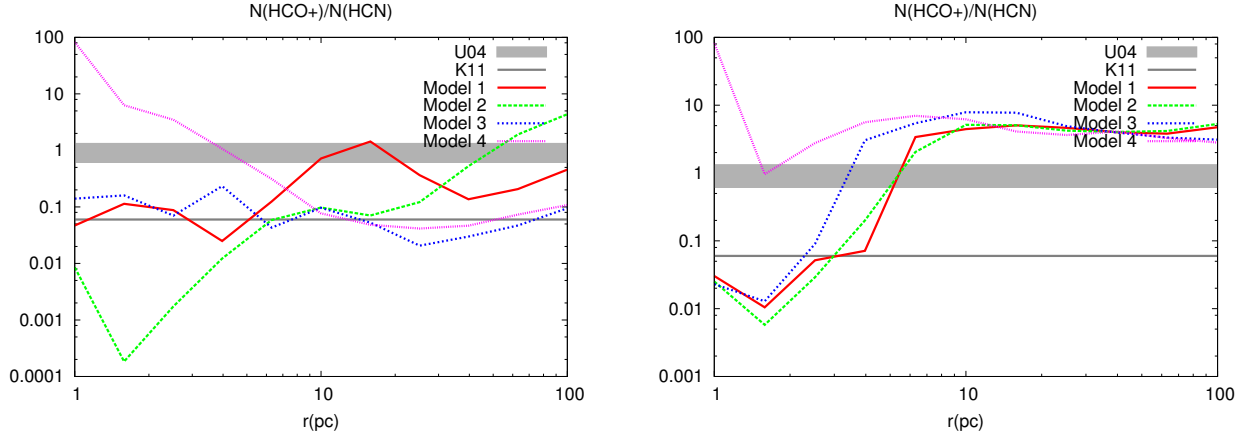 N(HCO+)/N(HCN)
100
10
1
0.1
0.01
0.001
0.0001
U04
K11
Model 1
Model 2
Model 3
Model 4
1
10
100
r(pc)
N(HCO+)/N(HCN)
100
10
1
0.1
0.01
0.001
U04
K11
Model 1
Model 2
Model 3
Model 4
1
10
100
r(pc)